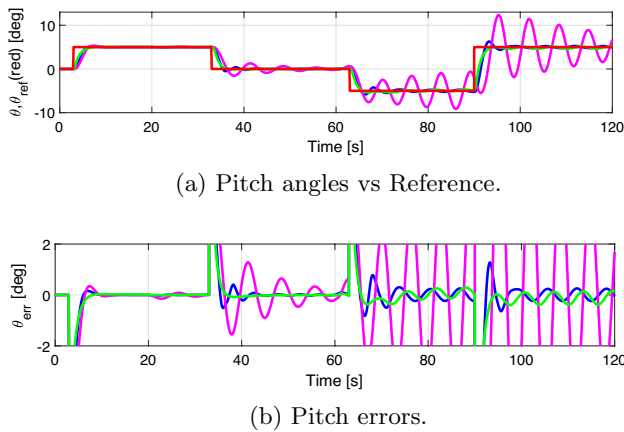 θ,θref(red) [deg]
10
0
-10
0 20 40 60 80 100 120
Time [s]
(a) Pitch angles vs Reference.
θerr [deg]
2
0
-2
0 20 40 60 80 100 120
Time [s]
(b) Pitch errors.